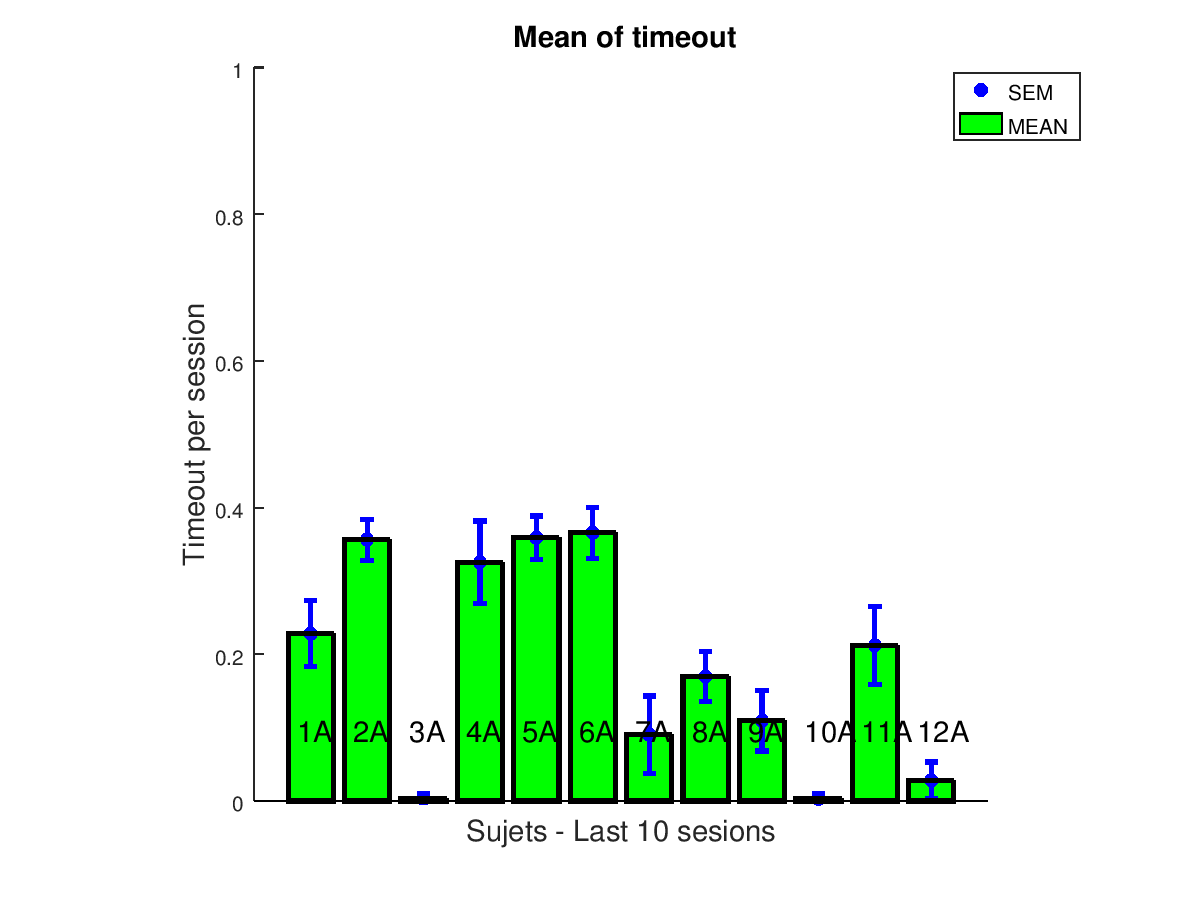 Mean of timeout
SEM
MEAN
1
0.8
0.6
0.4
0.2
0
Timeout per session
1A 2A 3A 4A 5A 6A 7A 8A 9A 10A 11A 12A
Sujets - Last 10 sesions